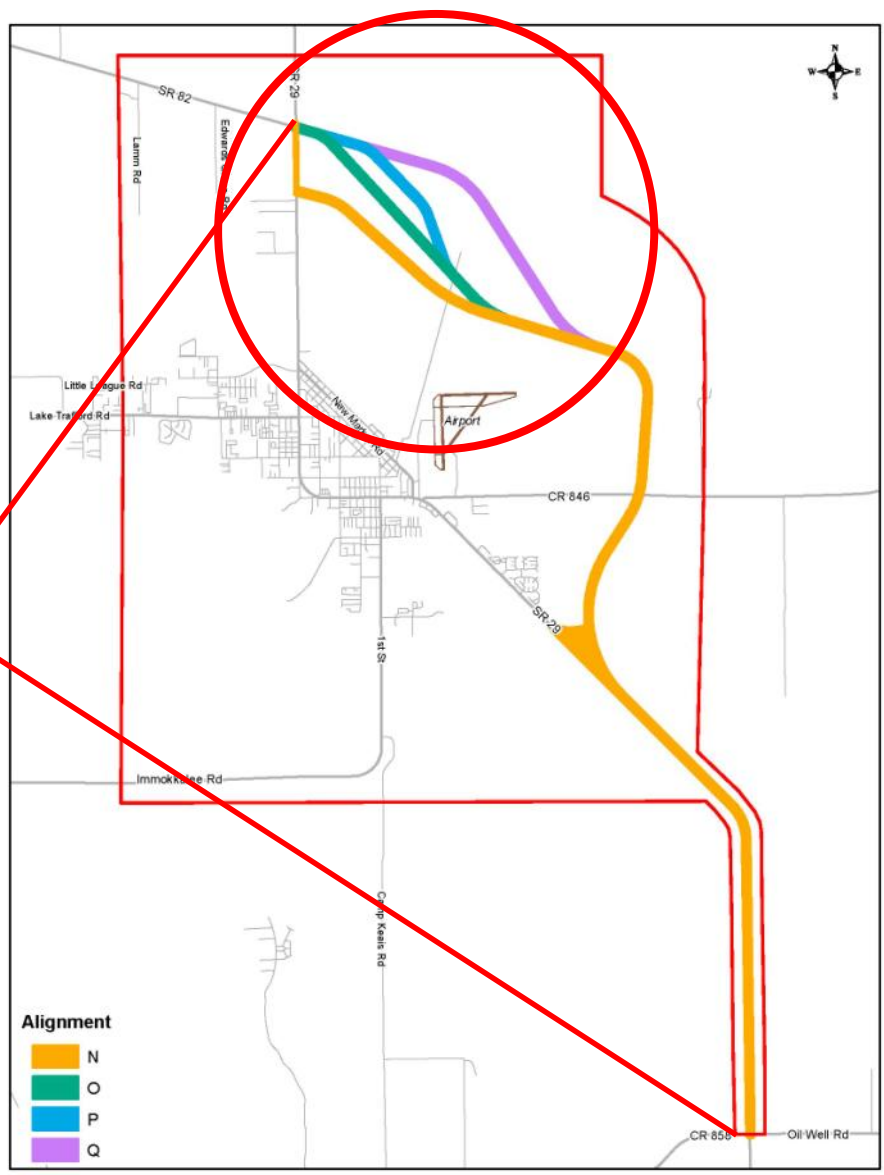 N
W E
S
SR 82
SR 29
Lamm Rd
Little League Rd
Lake Trafford Rd
New Market Rd
Airport
CR 846
SR 29
1st St
Immokalee Rd
Camp Keais Rd
Alignment
N
O
P
Q
CR 858
Oil Well Rd